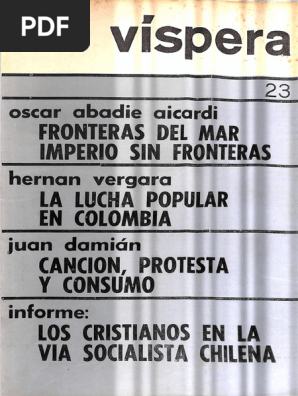 PDF
víspera
23
oscar abadie aicardi
FRONTERAS DEL MAR
IMPERIO SIN FRONTERAS
hernan vergara
LA LUCHA POPULAR
EN COLOMBIA
juan damián
CANCION, PROTESTA
Y CONSUMO
informe:
LOS CRISTIANOS EN LA
VIA SOCIALISTA CHILENA